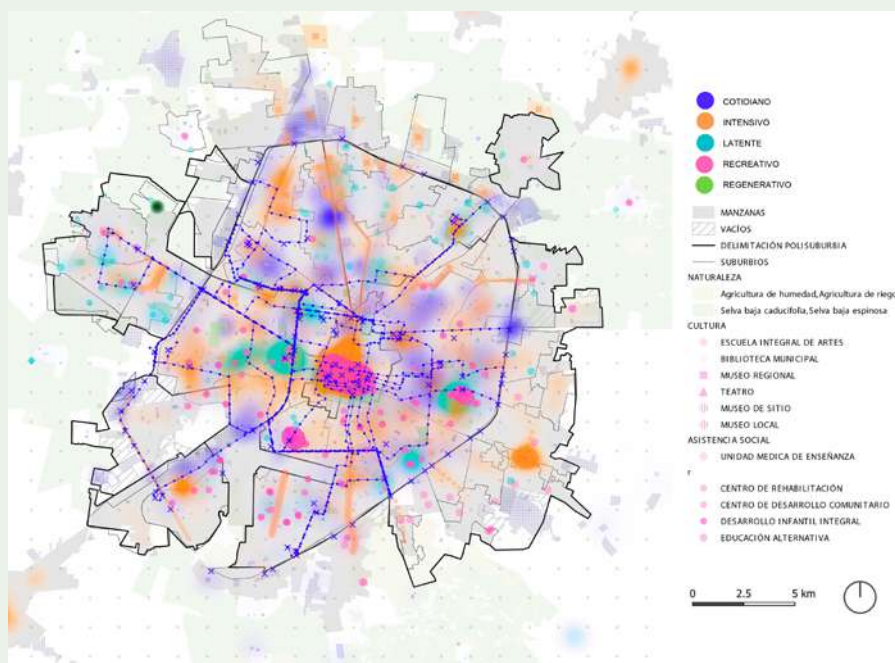 COTIDIANO
INTENSIVO
LATENTE
RECREATIVO
REGENERATIVO
MANZANAS
VACÍOS
DELIMITACIÓN POLISUBURBIA
SUBURBIOS
NATURALEZA
Agricultura de humedad, Agricultura de riego
Selva baja caducifolia, Selva baja espinosa
CULTURA
ESCUELA INTEGRAL DE ARTES
BIBLIOTECA MUNICIPAL
MUSEO REGIONAL
TEATRO
MUSEO DE SITIO
MUSEO LOCAL
ASISTENCIA SOCIAL
UNIDAD MEDICA DE ENSEÑANZA
r
CENTRO DE REHABILITACIÓN
CENTRO DE DESARROLLO COMUNITARIO
DESARROLLO INFANTIL INTEGRAL
EDUCACIÓN ALTERNATIVA
0 2.5 5 km